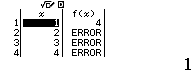 √ D
x f(x)
1 1 4
2 2 ERROR
3 3 ERROR
4 4 ERROR
1